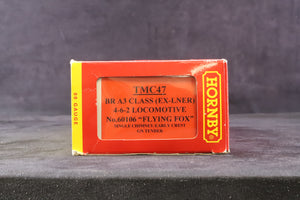 TMC47
BR A3 CLASS (EX-LNER)
4-6-2 LOCOMOTIVE
No.60106 "FLYING FOX"
SINGLE CHIMNEY EARLY CREST
GN TENDER
HORNBY
00 GAUGE